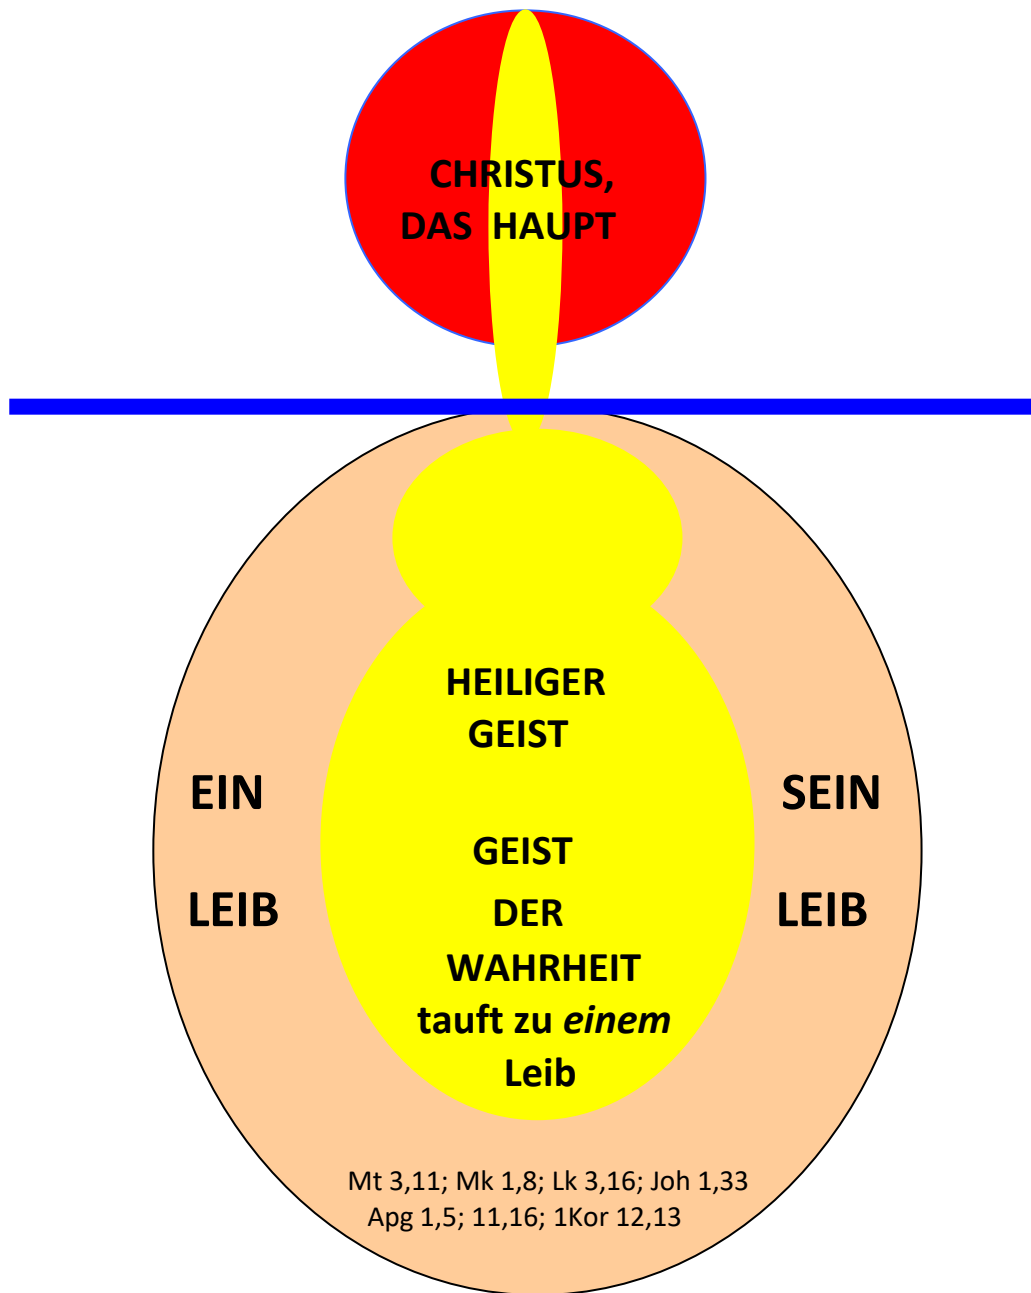 CHRISTUS,
DAS HAUPT
HEILIGER
GEIST
EIN
SEIN
GEIST
LEIB
DER
LEIB
WAHRHEIT
tauft zu einem
Leib
Mt 3,11; Mk 1,8; Lk 3,16; Joh 1,33
Apg 1,5; 11,16; 1Kor 12,13